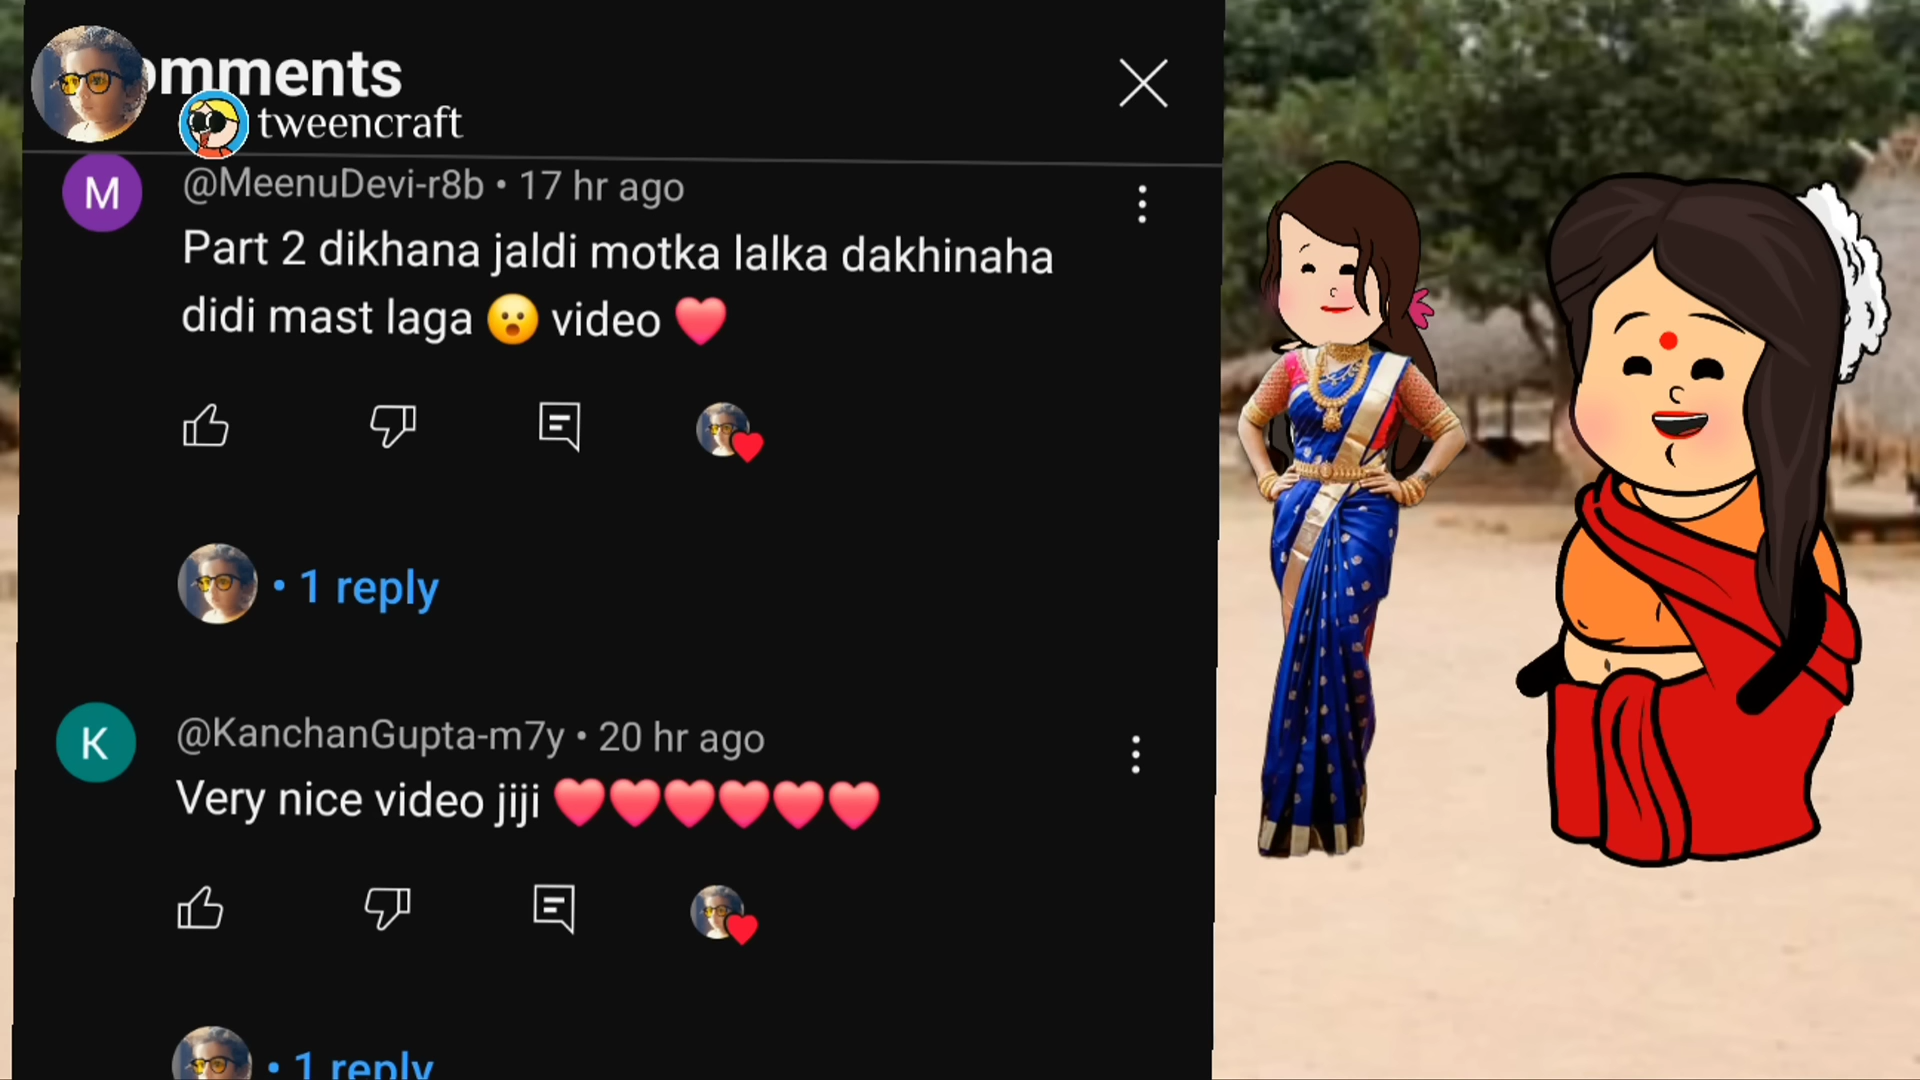 omments
tweencraft
@MeenuDevi-r8b • 17 hr ago
Part 2 dikhana jaldi motka lalka dakhinaha
didi mast laga 😮 video ❤️
• 1 reply
@KanchanGupta-m7y • 20 hr ago
Very nice video jiji ❤️❤️❤️❤️❤️❤️
• 1 reply
M
K